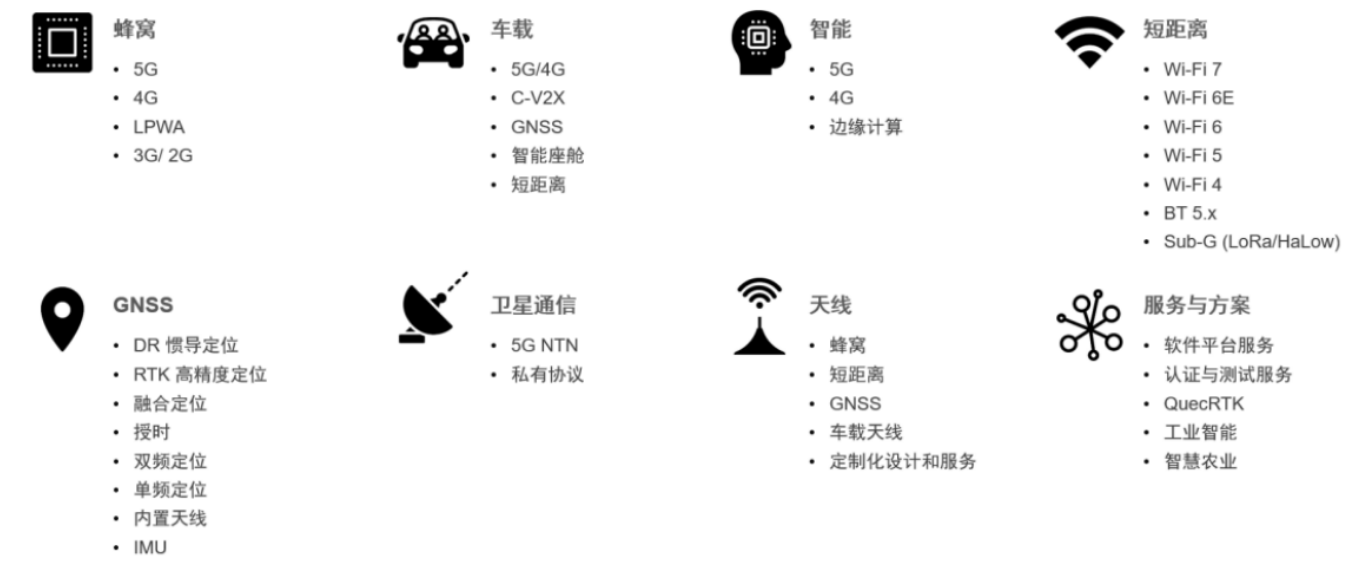 蜂窝
• 5G
• 4G
• LPWA
• 3G/ 2G
车载
• 5G/4G
• C-V2X
• GNSS
• 智能座舱
• 短距离
智能
• 5G
• 4G
• 边缘计算
短距离
• Wi-Fi 7
• Wi-Fi 6E
• Wi-Fi 6
• Wi-Fi 5
• Wi-Fi 4
• BT 5.x
• Sub-G (LoRa/HaLow)
GNSS
• DR 惯导定位
• RTK 高精度定位
• 融合定位
• 授时
• 双频定位
• 单频定位
• 内置天线
• IMU
卫星通信
• 5G NTN
• 私有协议
天线
• 蜂窝
• 短距离
• GNSS
• 车载天线
• 定制化设计和服务
服务与方案
• 软件平台服务
• 认证与测试服务
• QuecRTK
• 工业智能
• 智慧农业